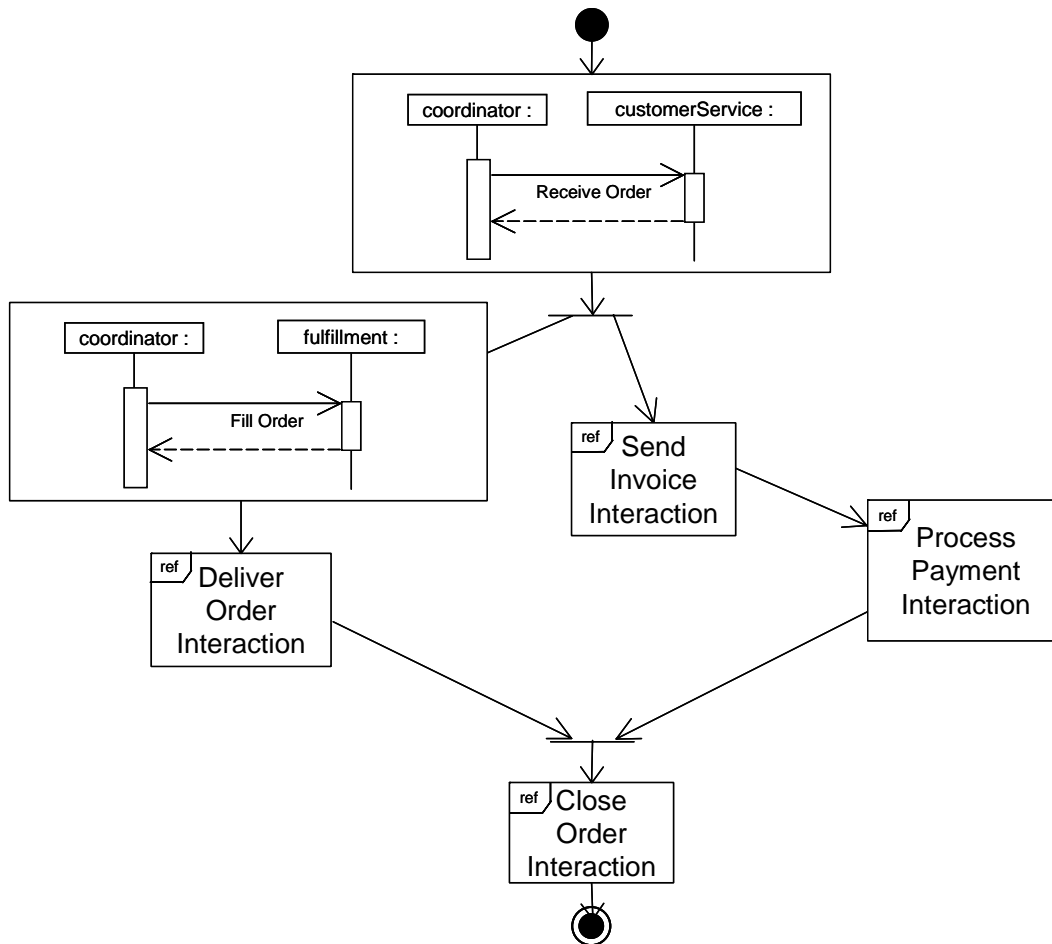 coordinator :
customerService :
Receive Order
coordinator :
fulfillment :
Fill Order
ref
Send
Invoice
Interaction
ref
Process
Payment
Interaction
ref
Deliver
Order
Interaction
ref
Close
Order
Interaction